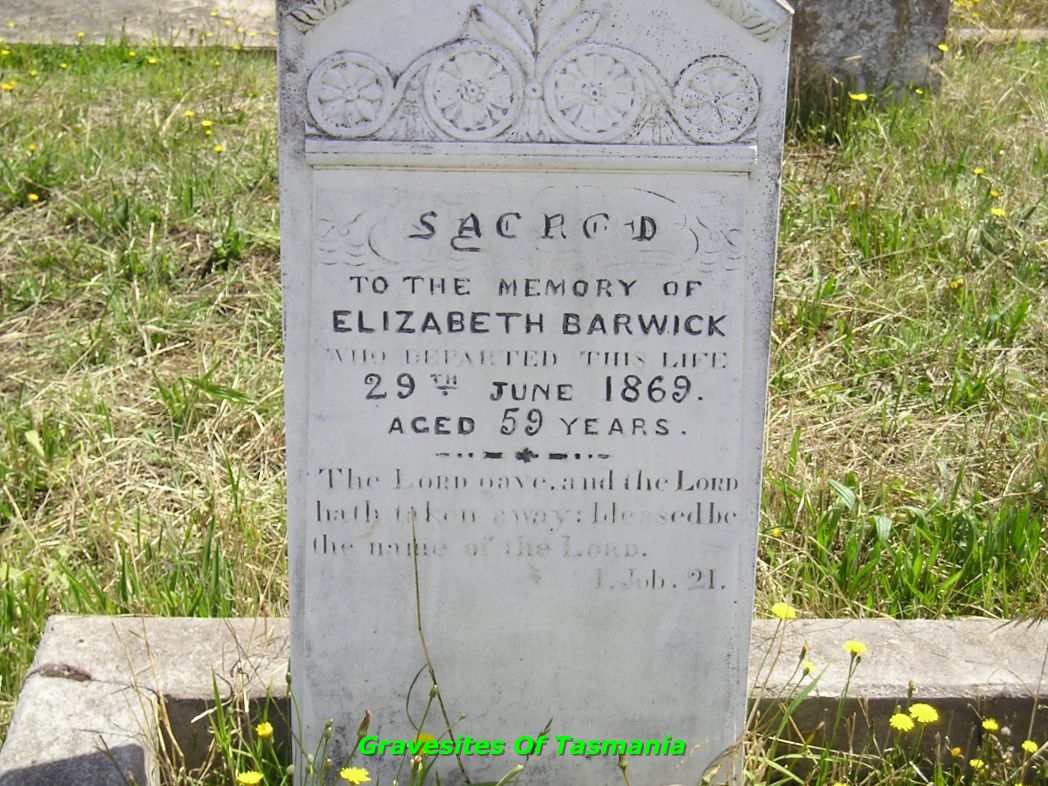 SACRED
TO THE MEMORY OF
ELIZABETH BARWICK
WHO DEPARTED THIS LIFE
29TH JUNE 1869.
AGED 59 YEARS.
The LORD gave, and the LORD
hath taken away: blessed be
the name of the LORD.
I. Job. 21.
Gravesites Of Tasmania